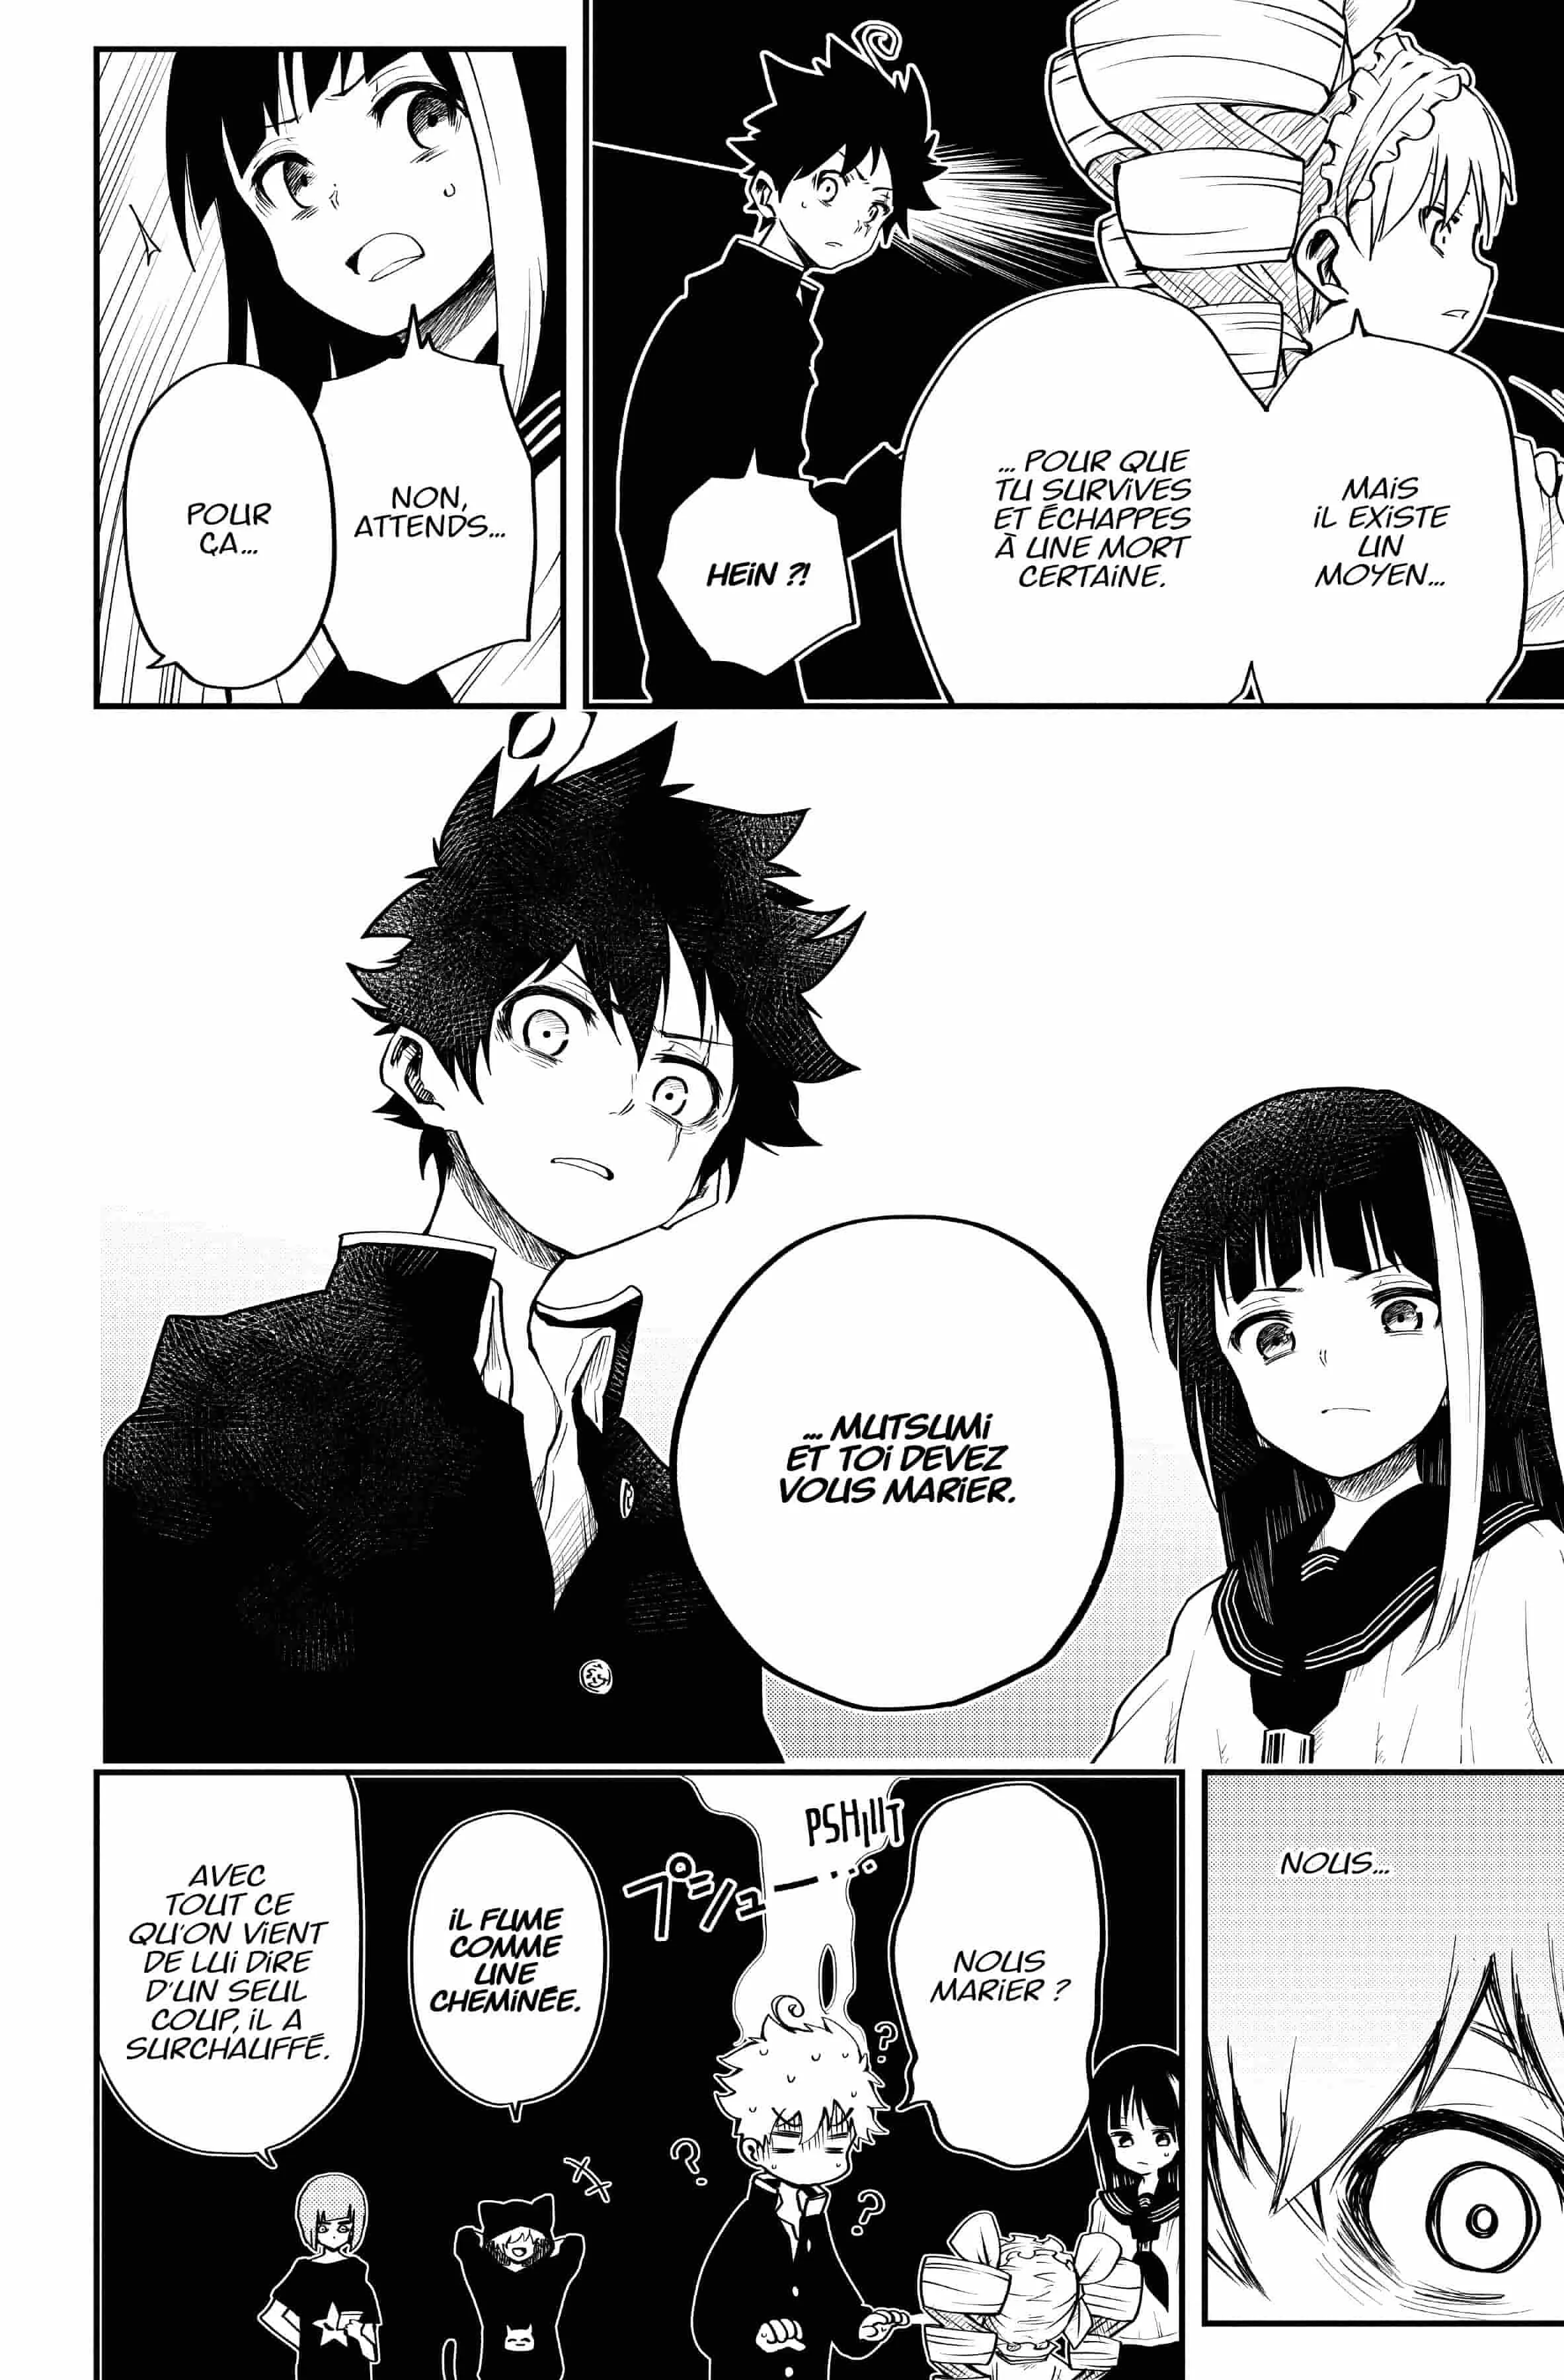 MAIS
IL EXISTE
UN
MOYEN...
... POUR QUE
TU SURVIVES
ET ÉCHAPPES
À UNE MORT
CERTAINE.
HEIN ?!
NON,
ATTENDS...
POUR
ÇA...
... MUTSUMI
ET TOI DEVEZ
VOUS MARIER.
NOUS...
NOUS
MARIER ?
PSHIIIT
プシュー...
?
?
?
IL FUME
COMME
UNE
CHEMINÉE.
AVEC
TOUT CE
QU'ON VIENT
DE LUI DIRE
D'UN SEUL
COUP, IL A
SURCHAUFFÉ.